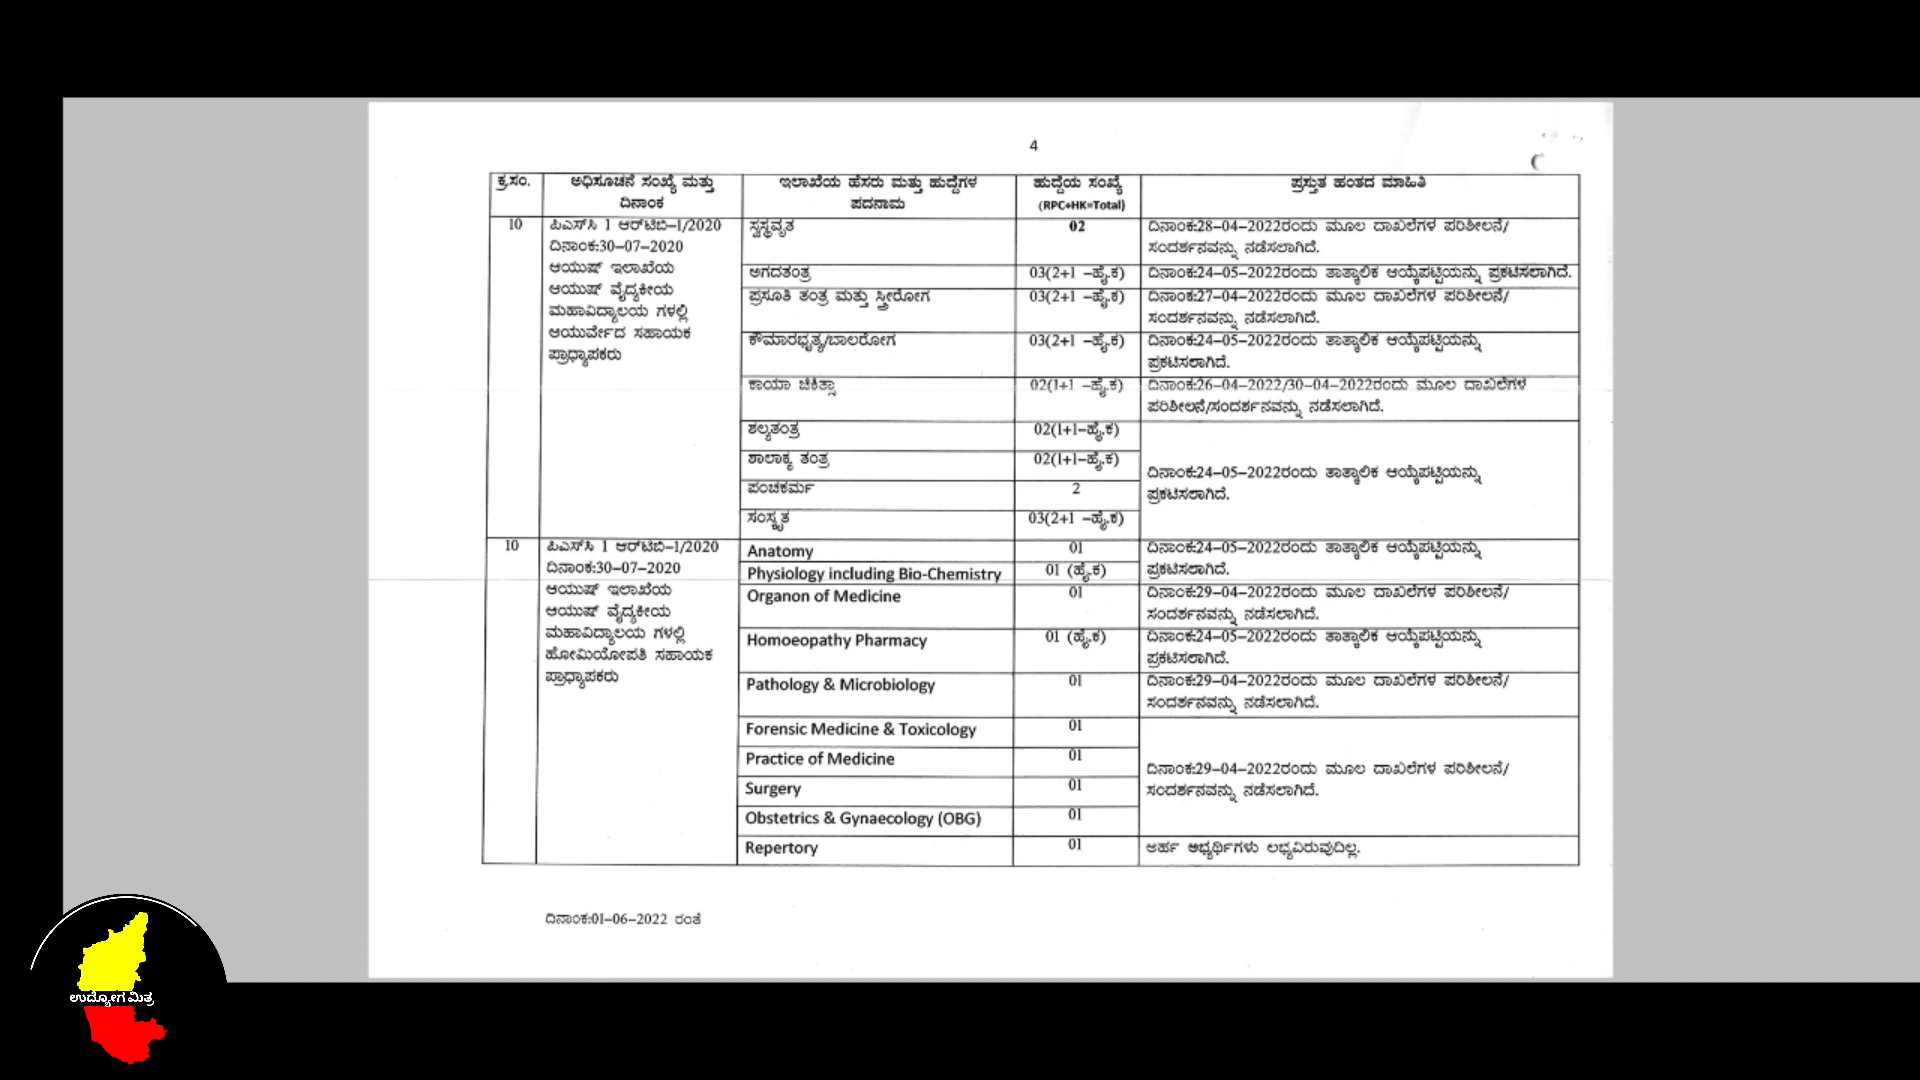 4
ಕ್ರ.ಸಂ. ಅಧಿಸೂಚನೆ ಸಂಖ್ಯೆ ಮತ್ತು ದಿನಾಂಕ ಇಲಾಖೆಯ ಹೆಸರು ಮತ್ತು ಹುದ್ದೆಗಳ ಪದನಾಮ ಹುದ್ದೆಯ ಸಂಖ್ಯೆ (RPC+HK=Total) ಪ್ರಸ್ತುತ ಹಂತದ ಮಾಹಿತಿ
10
ಪಿಎಸ್‌ಸಿ 1 ಆರ್‌ಟಿಬಿ–1/2020
ದಿನಾಂಕ:30–07–2020
ಆಯುಷ್ ಇಲಾಖೆಯ
ಆಯುಷ್ ವೈದ್ಯಕೀಯ
ಮಹಾವಿದ್ಯಾಲಯ ಗಳಲ್ಲಿ
ಆಯುರ್ವೇದ ಸಹಾಯಕ
ಪ್ರಾಧ್ಯಾಪಕರು
ಸ್ವಸ್ಥವೃತ 02 ದಿನಾಂಕ:28–04–2022ರಂದು ಮೂಲ ದಾಖಲೆಗಳ ಪರಿಶೀಲನೆ/
ಸಂದರ್ಶನವನ್ನು ನಡೆಸಲಾಗಿದೆ.
ಅಗದತಂತ್ರ 03(2+1 –ಹೈ.ಕ) ದಿನಾಂಕ:24–05–2022ರಂದು ತಾತ್ಕಾಲಿಕ ಆಯ್ಕೆಪಟ್ಟಿಯನ್ನು ಪ್ರಕಟಿಸಲಾಗಿದೆ.
ಪ್ರಸೂತಿ ತಂತ್ರ ಮತ್ತು ಸ್ತ್ರೀರೋಗ 03(2+1 –ಹೈ.ಕ) ದಿನಾಂಕ:27–04–2022ರಂದು ಮೂಲ ದಾಖಲೆಗಳ ಪರಿಶೀಲನೆ/
ಸಂದರ್ಶನವನ್ನು ನಡೆಸಲಾಗಿದೆ.
ಕೌಮಾರಭೃತ್ಯ/ಬಾಲರೋಗ 03(2+1 –ಹೈ.ಕ) ದಿನಾಂಕ:24–05–2022ರಂದು ತಾತ್ಕಾಲಿಕ ಆಯ್ಕೆಪಟ್ಟಿಯನ್ನು
ಪ್ರಕಟಿಸಲಾಗಿದೆ.
ಕಾಯಾ ಚಿಕಿತ್ಸಾ 02(1+1 –ಹೈ.ಕ) ದಿನಾಂಕ:26–04–2022/30–04–2022ರಂದು ಮೂಲ ದಾಖಲೆಗಳ
ಪರಿಶೀಲನೆ/ಸಂದರ್ಶನವನ್ನು ನಡೆಸಲಾಗಿದೆ.
ಶಲ್ಯತಂತ್ರ 02(1+1–ಹೈ.ಕ)
ಶಾಲಾಕ್ಯ ತಂತ್ರ 02(1+1–ಹೈ.ಕ)
ಪಂಚಕರ್ಮ 2
ಸಂಸ್ಕೃತ 03(2+1 –ಹೈ.ಕ)
ದಿನಾಂಕ:24–05–2022ರಂದು ತಾತ್ಕಾಲಿಕ ಆಯ್ಕೆಪಟ್ಟಿಯನ್ನು
ಪ್ರಕಟಿಸಲಾಗಿದೆ.
10
ಪಿಎಸ್‌ಸಿ 1 ಆರ್‌ಟಿಬಿ–1/2020
ದಿನಾಂಕ:30–07–2020
ಆಯುಷ್ ಇಲಾಖೆಯ
ಆಯುಷ್ ವೈದ್ಯಕೀಯ
ಮಹಾವಿದ್ಯಾಲಯ ಗಳಲ್ಲಿ
ಹೋಮಿಯೋಪತಿ ಸಹಾಯಕ
ಪ್ರಾಧ್ಯಾಪಕರು
Anatomy 01
Physiology including Bio-Chemistry 01 (ಹೈ.ಕ)
ದಿನಾಂಕ:24–05–2022ರಂದು ತಾತ್ಕಾಲಿಕ ಆಯ್ಕೆಪಟ್ಟಿಯನ್ನು
ಪ್ರಕಟಿಸಲಾಗಿದೆ.
Organon of Medicine 01 ದಿನಾಂಕ:29–04–2022ರಂದು ಮೂಲ ದಾಖಲೆಗಳ ಪರಿಶೀಲನೆ/
ಸಂದರ್ಶನವನ್ನು ನಡೆಸಲಾಗಿದೆ.
Homoeopathy Pharmacy 01 (ಹೈ.ಕ) ದಿನಾಂಕ:24–05–2022ರಂದು ತಾತ್ಕಾಲಿಕ ಆಯ್ಕೆಪಟ್ಟಿಯನ್ನು
ಪ್ರಕಟಿಸಲಾಗಿದೆ.
Pathology & Microbiology 01 ದಿನಾಂಕ:29–04–2022ರಂದು ಮೂಲ ದಾಖಲೆಗಳ ಪರಿಶೀಲನೆ/
ಸಂದರ್ಶನವನ್ನು ನಡೆಸಲಾಗಿದೆ.
Forensic Medicine & Toxicology 01
Practice of Medicine 01
Surgery 01
Obstetrics & Gynaecology (OBG) 01
ದಿನಾಂಕ:29–04–2022ರಂದು ಮೂಲ ದಾಖಲೆಗಳ ಪರಿಶೀಲನೆ/
ಸಂದರ್ಶನವನ್ನು ನಡೆಸಲಾಗಿದೆ.
Repertory 01 ಅರ್ಹ ಅಭ್ಯರ್ಥಿಗಳು ಲಭ್ಯವಿರುವುದಿಲ್ಲ.
ದಿನಾಂಕ:01–06–2022 ರಂತೆ
ಉದ್ಯೋಗ ಮಿತ್ರ